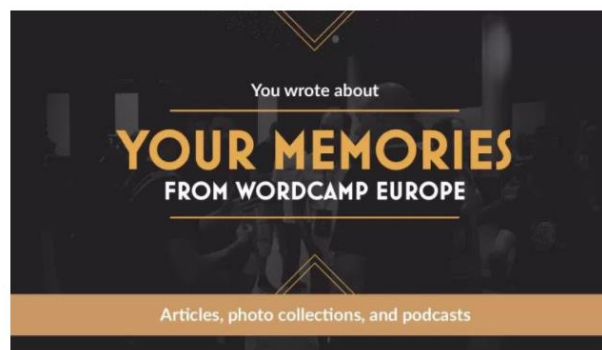 You wrote about
YOUR MEMORIES
FROM WORDCAMP EUROPE
Articles, photo collections, and podcasts